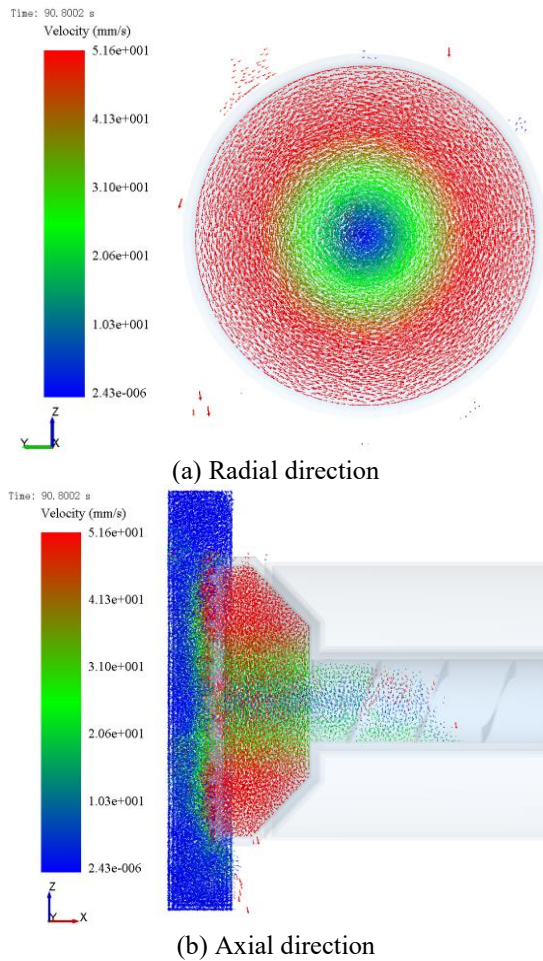 Time: 90.8002 s
Velocity (mm/s)
5.16e+001
4.13e+001
3.10e+001
2.06e+001
1.03e+001
2.43e-006
Z
Y X
(a) Radial direction
Time: 90.8002 s
Velocity (mm/s)
5.16e+001
4.13e+001
3.10e+001
2.06e+001
1.03e+001
2.43e-006
Z
Y X
(b) Axial direction